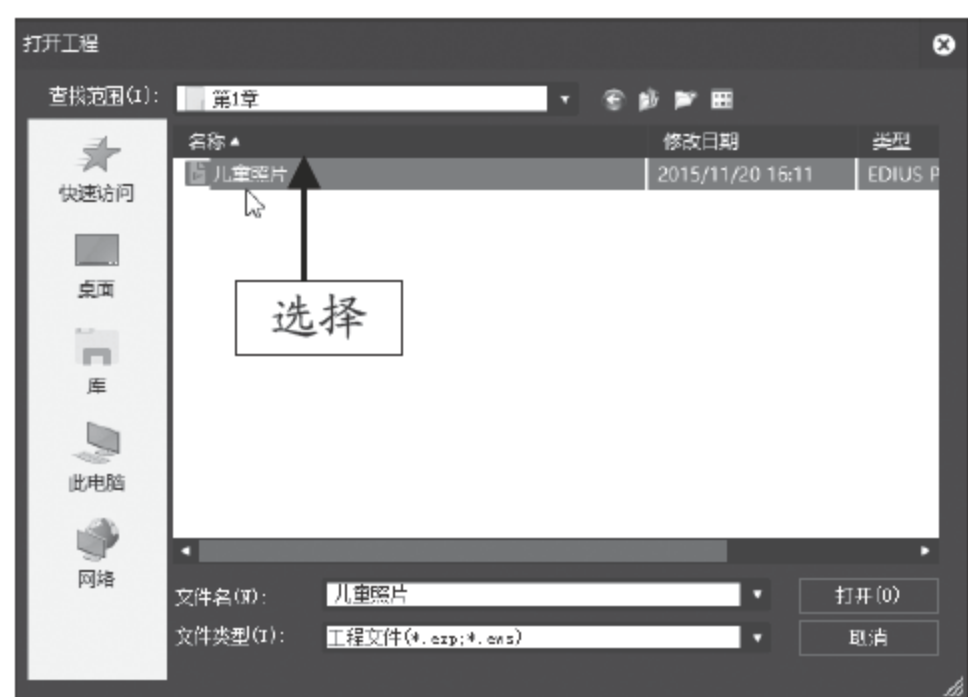 打开工程
查找范围(I):
第1章
名称
修改日期
类型
儿童照片
2015/11/20 16:11
EDIUS P
快速访问
选择
桌面
库
此电脑
网络
文件名(N):
儿童照片
打开(O)
文件类型(T):
工程文件(*.ezp;*.ews)
取消